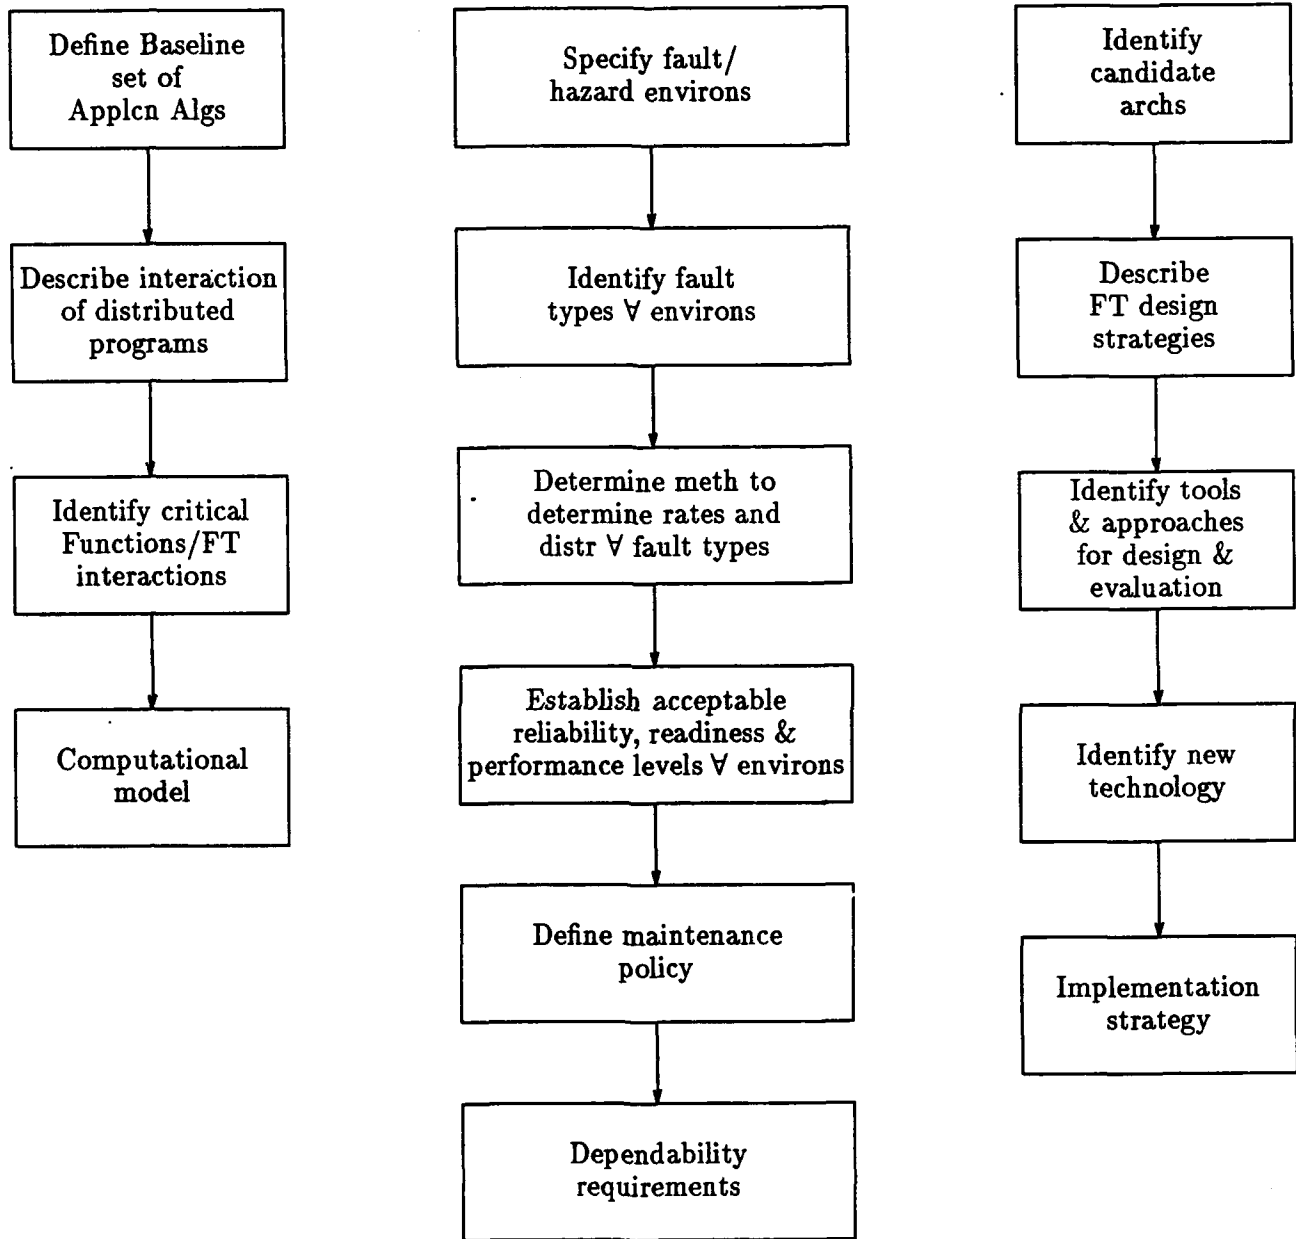 Define Baseline
set of
Applcn Algs
Describe interaction
of distributed
programs
Identify critical
Functions/FT
interactions
Computational
model
Specify fault/
hazard environs
Identify fault
types ∀ environs
Determine meth to
determine rates and
distr ∀ fault types
Establish acceptable
reliability, readiness &
performance levels ∀ environs
Define maintenance
policy
Dependability
requirements
Identify
candidate
archs
Describe
FT design
strategies
Identify tools
& approaches
for design &
evaluation
Identify new
technology
Implementation
strategy